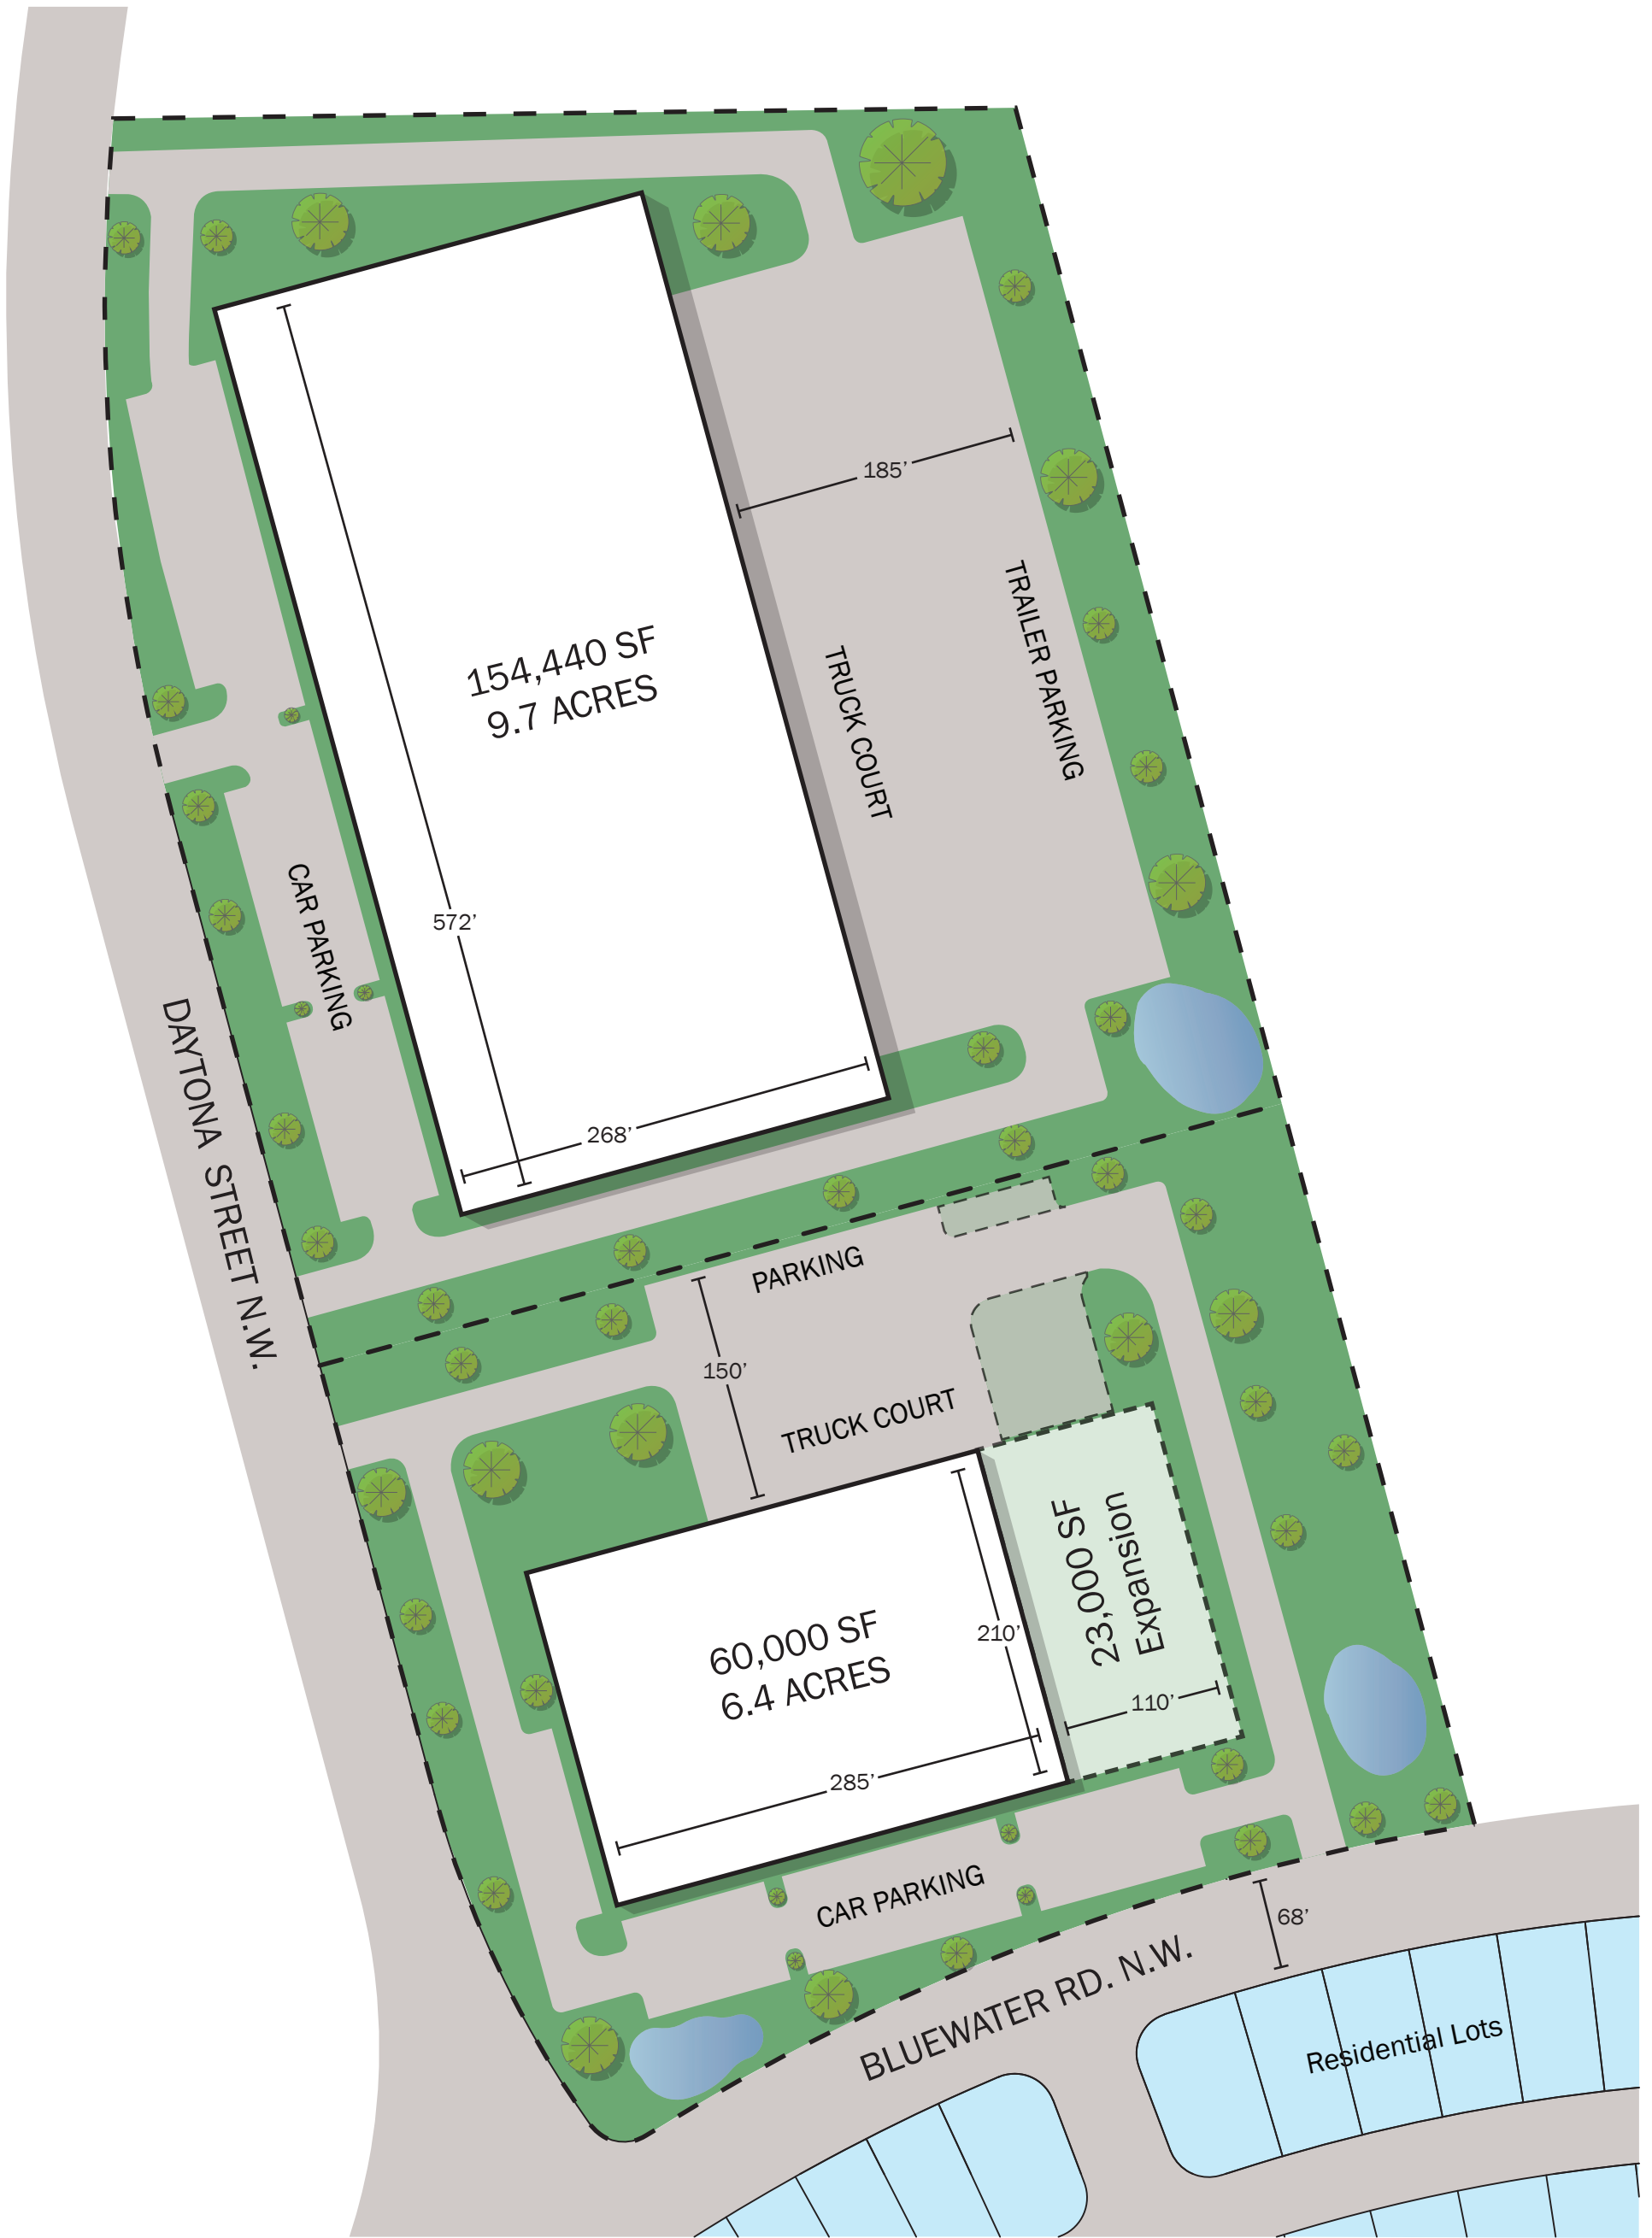 185’
TRAILER PARKING
154,440 SF
9.7 ACRES
TRUCK COURT
572’
CAR PARKING
DAYTONA STREET N.W.
268’
PARKING
150’
TRUCK COURT
23,000 SF
Expansion
60,000 SF
6.4 ACRES
210’
110’
285’
CAR PARKING
68’
BLUEWATER RD. N.W.
Residential Lots